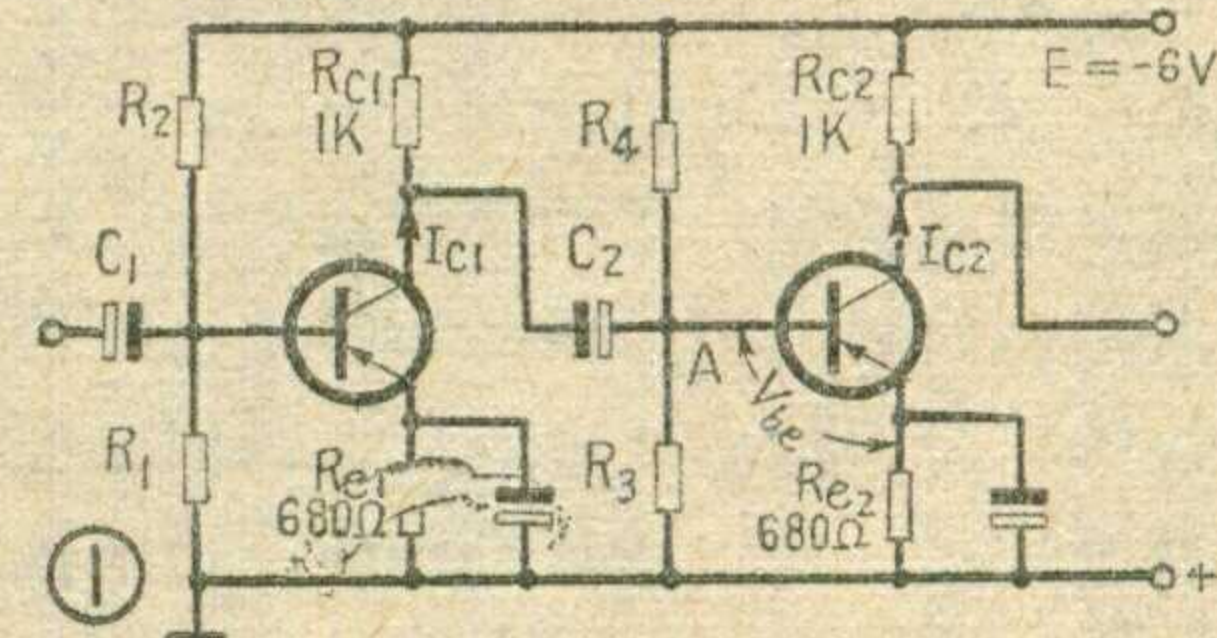 R2
RC1
1K
R4
RC2
1K
E = -6V
C1
IC1
C2
IC2
A
Vbe
R1
Re1
680Ω
R3
Re2
680Ω
+
1